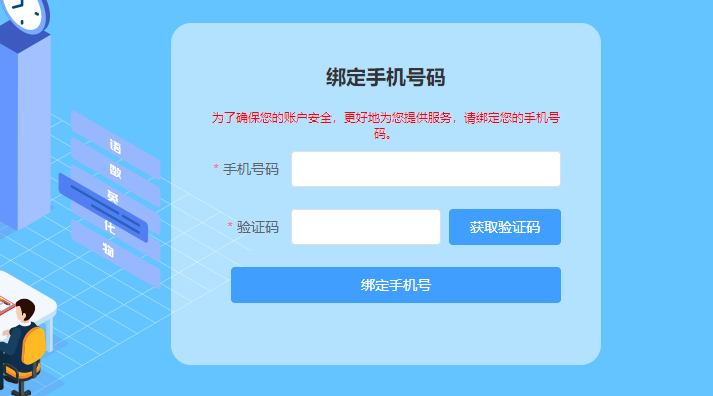 绑定手机号码
为了确保您的账户安全，更好地为您提供服务，请绑定您的手机号
码。
* 手机号码
* 验证码
获取验证码
绑定手机号
语
数
英
化
物